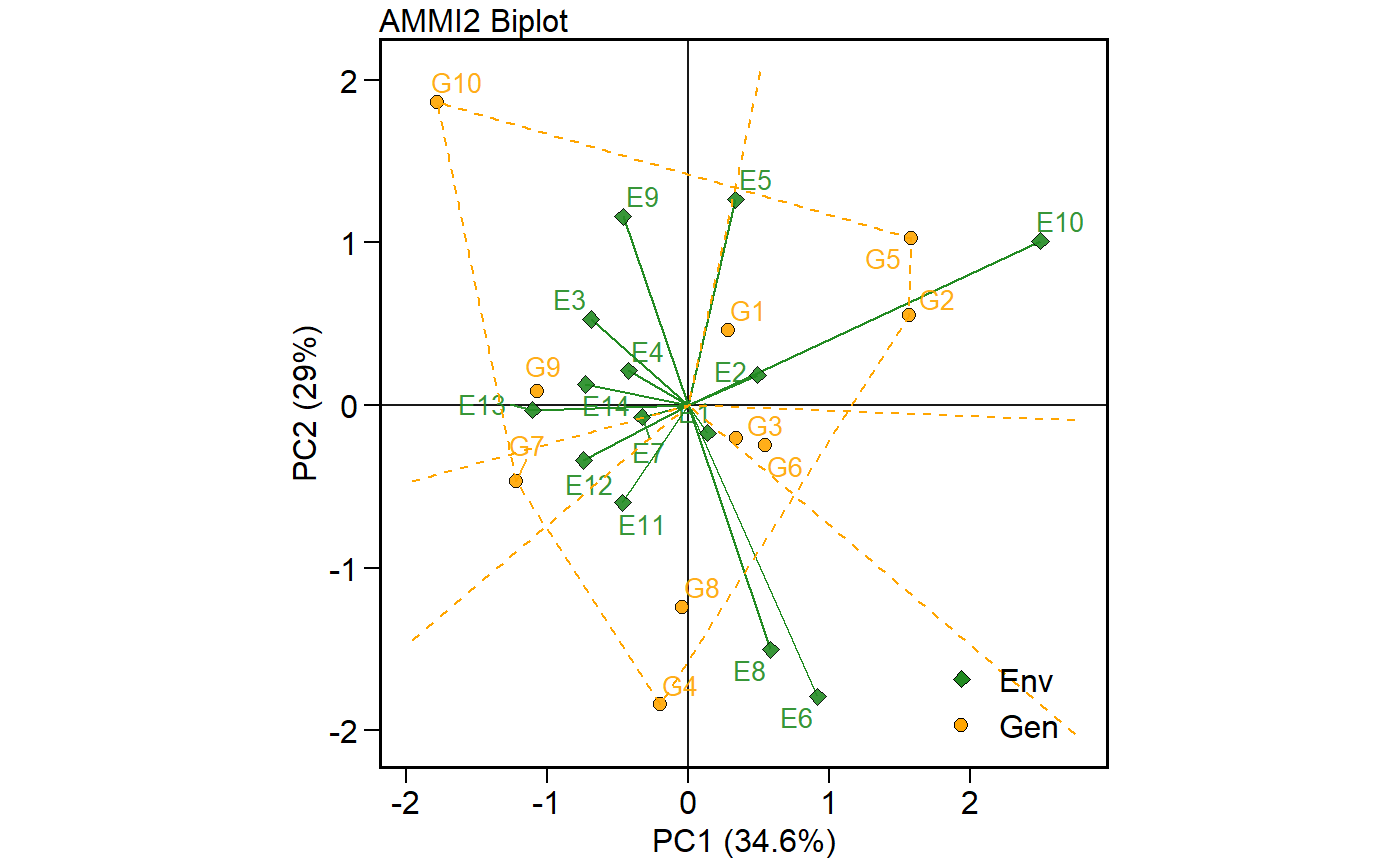 AMMI2 Biplot
2
G10
E5
E9
E10
1
G5
E3
G2
G1
E4
G9
E2
E13
E14
E1
0
G3
G7
E7
G6
E12
E11
PC2 (29%)
-1
G8
E8
G4
E6
Env
Gen
-2
-2
-1
0
1
2
PC1 (34.6%)